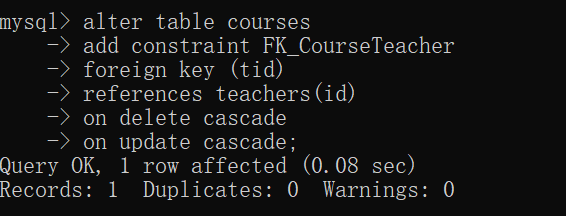 mysql> alter table courses
-> add constraint FK_CourseTeacher
-> foreign key (tid)
-> references teachers(id)
-> on delete cascade
-> on update cascade;
Query OK, 1 row affected (0.08 sec)
Records: 1  Duplicates: 0  Warnings: 0